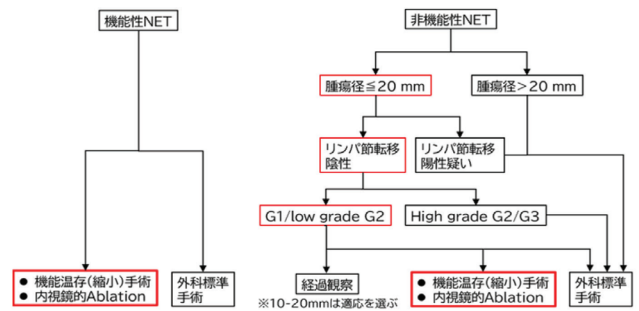 機能性NET
非機能性NET
腫瘍径≦20 mm
腫瘍径>20 mm
リンパ節転移
陰性
リンパ節転移
陽性疑い
G1/low grade G2
High grade G2/G3
● 機能温存(縮小)手術
● 内視鏡的Ablation
外科標準
手術
経過観察
※10-20mmは適応を選ぶ
● 機能温存(縮小)手術
● 内視鏡的Ablation
外科標準
手術